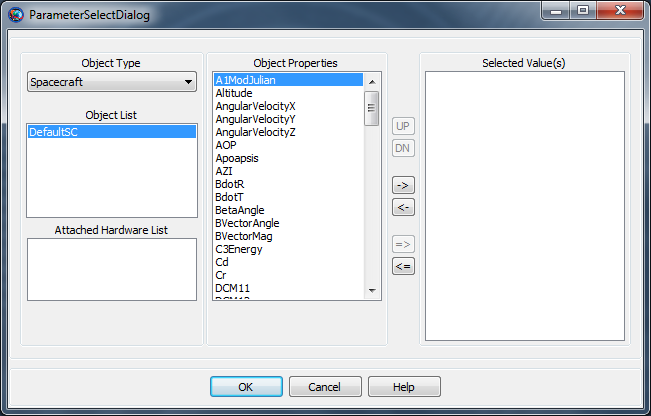 ParameterSelectDialog
Object Type
Spacecraft
Object List
DefaultSC
Attached Hardware List
Object Properties
A1ModJulian
Altitude
AngularVelocityX
AngularVelocityY
AngularVelocityZ
AOP
Apoapsis
AZI
BdotR
BdotT
BetaAngle
BVectorAngle
BVectorMag
C3Energy
Cd
Cr
DCM11
UP
DN
->
<-
=>
<=
Selected Value(s)
OK
Cancel
Help